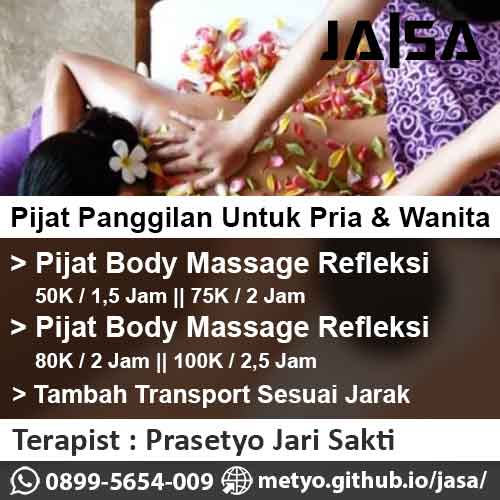 JA|SA
Pijat Panggilan Untuk Pria & Wanita
> Pijat Body Massage Refleksi
50K / 1,5 Jam || 75K / 2 Jam
> Pijat Body Massage Refleksi
80K / 2 Jam || 100K / 2,5 Jam
> Tambah Transport Sesuai Jarak
Terapist : Prasetyo Jari Sakti
0899-5654-009 metyo.github.io/jasa/